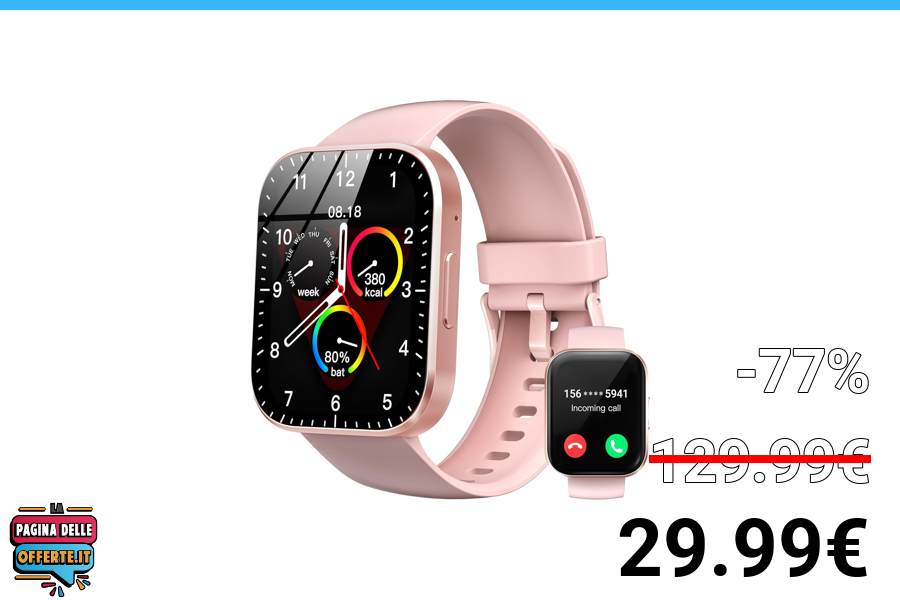 11 12 1
08.18
10 2
MON TUE WED THU FRI SAT SUN
week
380
kcal
9 3
80%
bat
8 4
7 6 5
156****5941
Incoming call
-77%
129.99€
29.99€
LA
PAGINA DELLE
OFFERTE.IT